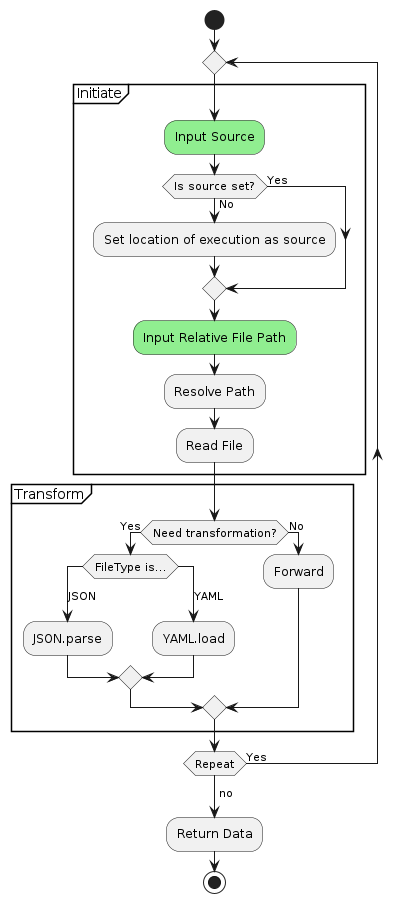 Initiate
Input Source
Is source set?
Yes
No
Set location of execution as source
Input Relative File Path
Resolve Path
Read File
Transform
Yes
Need transformation?
No
FileType is...
Forward
JSON
YAML
JSON.parse
YAML.load
Repeat
Yes
no
Return Data